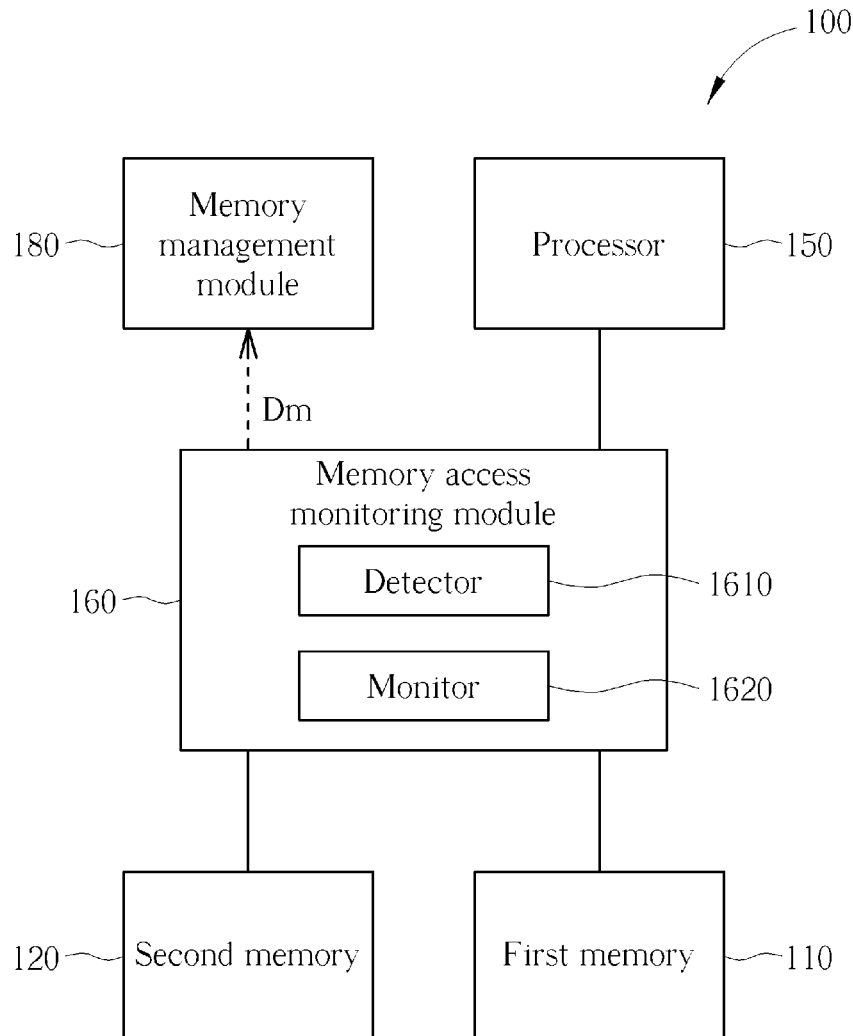 100
Memory
management
module
180
Processor
150
Dm
Memory access
monitoring module
160
Detector
1610
Monitor
1620
120
Second memory
First memory
110